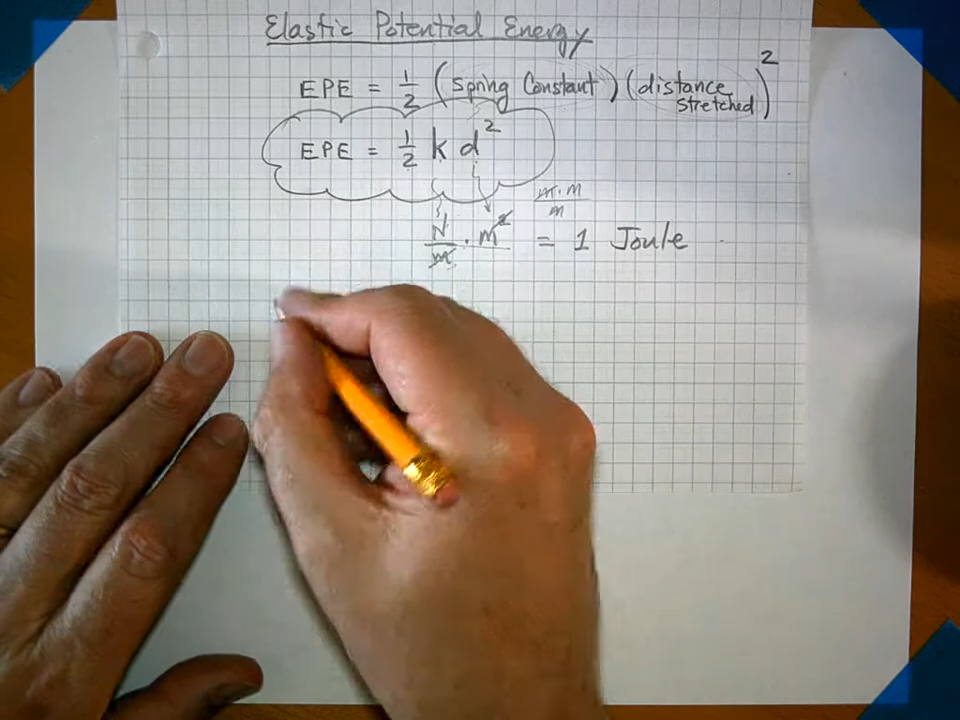 Elastic Potential Energy
EPE = 1/2 (Spring Constant) (distance stretched)²
EPE = 1/2 k d²
m·m/m
N/m · m² = 1 Joule